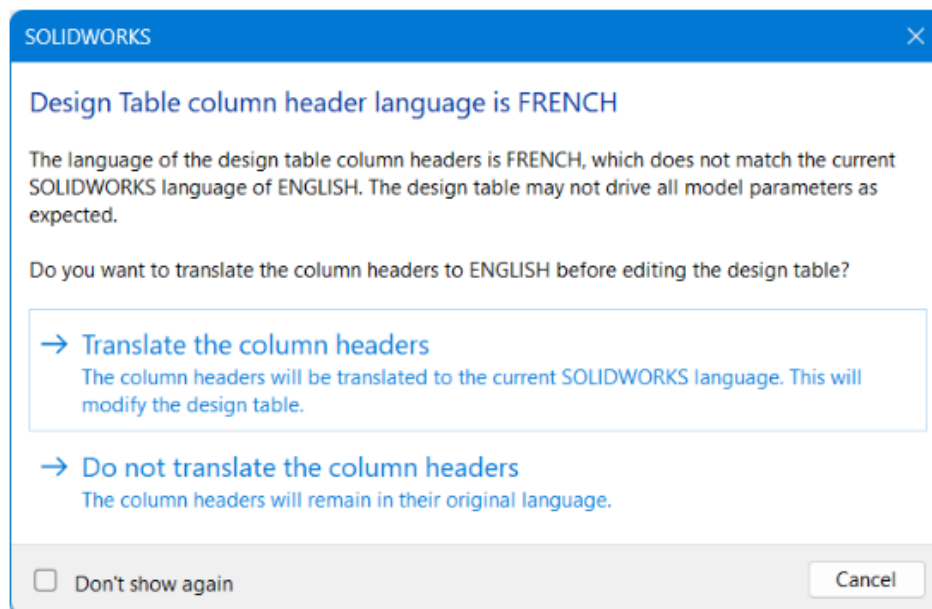 SOLIDWORKS
Design Table column header language is FRENCH
The language of the design table column headers is FRENCH, which does not match the current
SOLIDWORKS language of ENGLISH. The design table may not drive all model parameters as
expected.
Do you want to translate the column headers to ENGLISH before editing the design table?
→ Translate the column headers
The column headers will be translated to the current SOLIDWORKS language. This will
modify the design table.
→ Do not translate the column headers
The column headers will remain in their original language.
Don't show again
Cancel